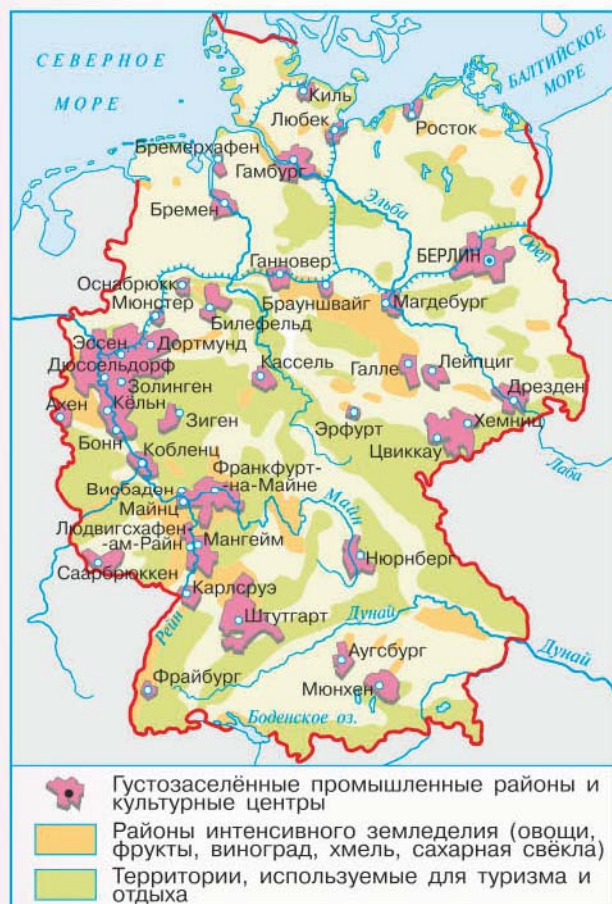 СЕВЕРНОЕ
МОРЕ
БАЛТИЙСКОЕ
МОРЕ
Киль
Любек
Росток
Бремерхафен
Гамбург
Эльба
Бремен
Одер
Ганновер
БЕРЛИН
Оснабрюкк
Мюнстер
Брауншвайг
Магдебург
Билефельд
Эссен
Дортмунд
Дюссельдорф
Кассель
Галле
Лейпциг
Золинген
Дрезден
Ахен
Кёльн
Зиген
Эрфурт
Хемниц
Бонн
Цвиккау
Кобленц
Лаба
Франкфурт-
-на-Майне
Висбаден
Майнц
Майн
Людвигсхафен-
-ам-Райн
Мангейм
Нюрнберг
Саарбрюккен
Карлсруэ
Рейн
Штутгарт
Дунай
Дунай
Аугсбург
Фрайбург
Мюнхен
Боденское оз.
Густозаселённые промышленные районы и
культурные центры
Районы интенсивного земледелия (овощи,
фрукты, виноград, хмель, сахарная свёкла)
Территории, используемые для туризма и
отдыха